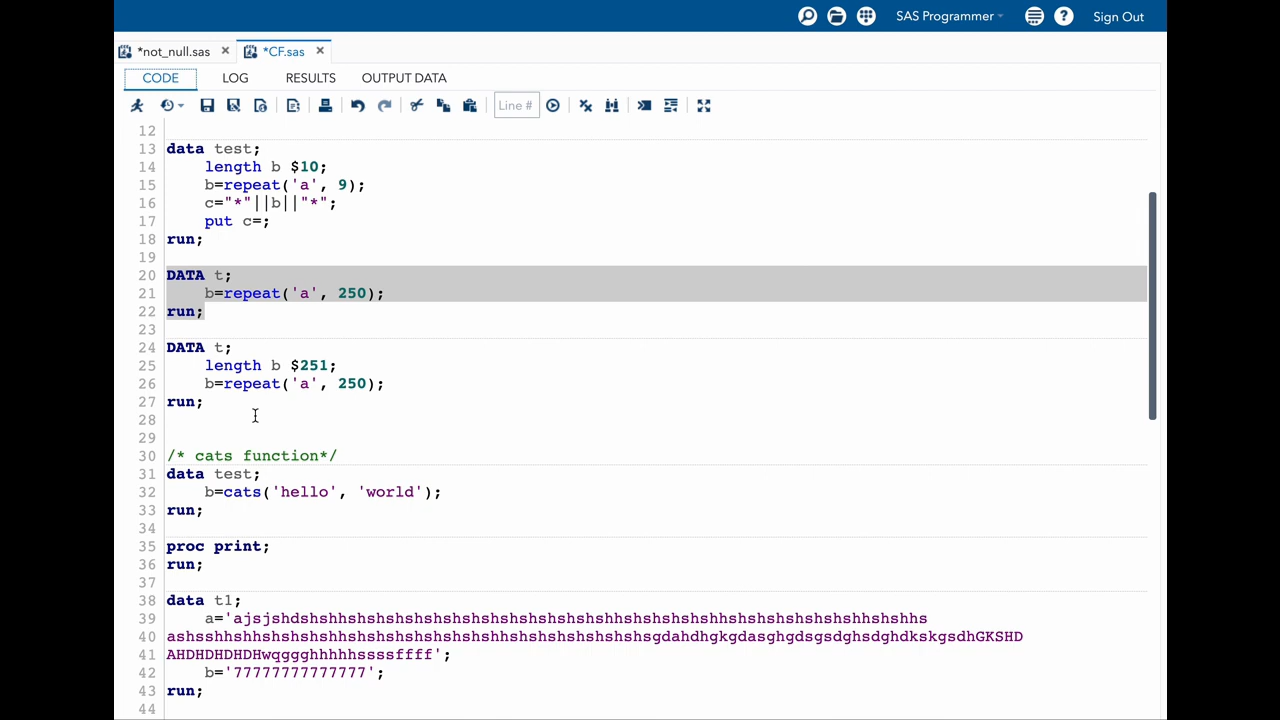 SAS Programmer
Sign Out
*not_null.sas
*CF.sas
CODE LOG RESULTS OUTPUT DATA
Line #
12
13 data test;
14 length b $10;
15 b=repeat('a', 9);
16 c="*"||b||"*";
17 put c=;
18 run;
19
20 DATA t;
21 b=repeat('a', 250);
22 run;
23
24 DATA t;
25 length b $251;
26 b=repeat('a', 250);
27 run;
28
29
30 /* cats function*/
31 data test;
32 b=cats('hello', 'world');
33 run;
34
35 proc print;
36 run;
37
38 data t1;
39 a='ajsjshdshshhshshshshshshshshshshshshshshhshshshshhshshshshshshshhshshhs
40 ashsshhshhshshshshhshshshshshshshshhshshshshshshshsgdahdhgkgdasghgdsgsdghsdghdkskgsdhGKSHD
41 AHDHDHDHDHwqggghhhhhssssffff';
42 b='77777777777777';
43 run;
44